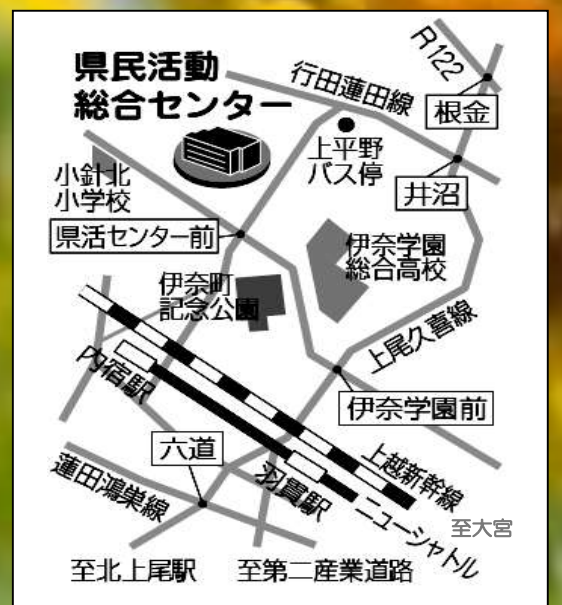 県民活動
総合センター
R122
行田蓮田線
根金
上平野
バス停
井沼
小針北
小学校
県活センター前
伊奈学園
総合高校
伊奈町
記念公園
上尾久喜線
内宿駅
伊奈学園前
六道
上越新幹線
蓮田鴻巣線
羽貫駅
ニューシャトル
至大宮
至北上尾駅
至第二産業道路